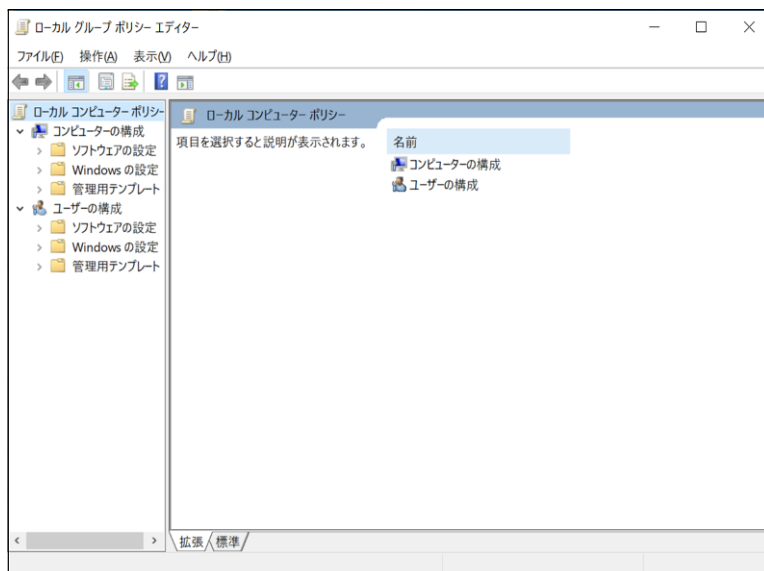 ローカル グループ ポリシー エディター
ファイル(F) 操作(A) 表示(V) ヘルプ(H)
ローカル コンピューター ポリシー
コンピューターの構成
ソフトウェアの設定
Windows の設定
管理用テンプレート
ユーザーの構成
ソフトウェアの設定
Windows の設定
管理用テンプレート
ローカル コンピューター ポリシー
項目を選択すると説明が表示されます。
名前
コンピューターの構成
ユーザーの構成
拡張 標準